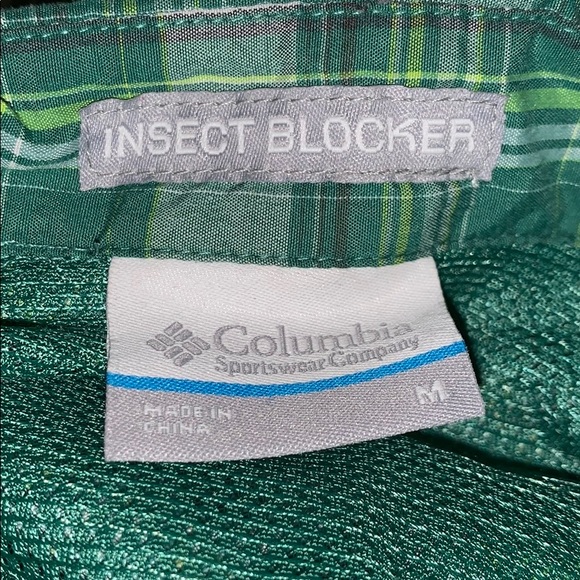 INSECT BLOCKER
Columbia
Sportswear Company
M
MADE IN
CHINA